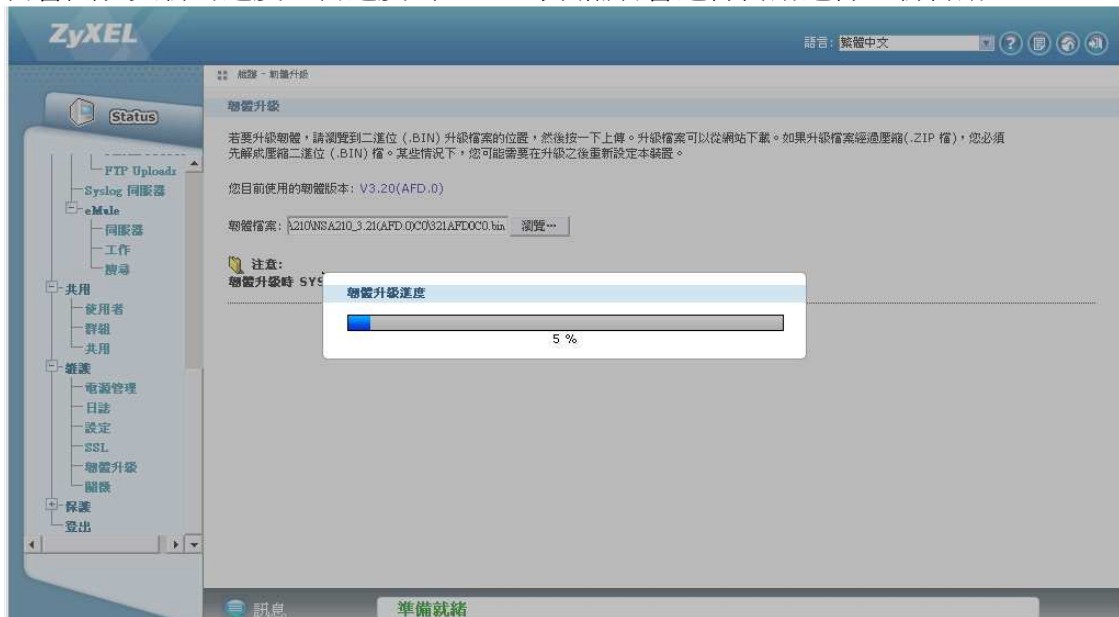 ZyXEL
語言: 繁體中文
維護 - 韌體升級
Status
韌體升級
若要升級韌體，請瀏覽到二進位 (.BIN) 升級檔案的位置，然後按一下上傳。升級檔案可以從網站下載。如果升級檔案經過壓縮(.ZIP 檔)，您必須
先解成壓縮二進位 (.BIN) 檔。某些情況下，您可能需要在升級之後重新設定本裝置。
您目前使用的韌體版本: V3.20(AFD.0)
韌體檔案: 瀏覽…
注意:
韌體升級時 SYS
韌體升級進度
5 %
FTP Uploads
Syslog 伺服器
eMule
伺服器
工作
搜尋
共用
使用者
群組
共用
維護
電源管理
日誌
設定
SSL
韌體升級
關機
保護
登出
訊息
準備就緒